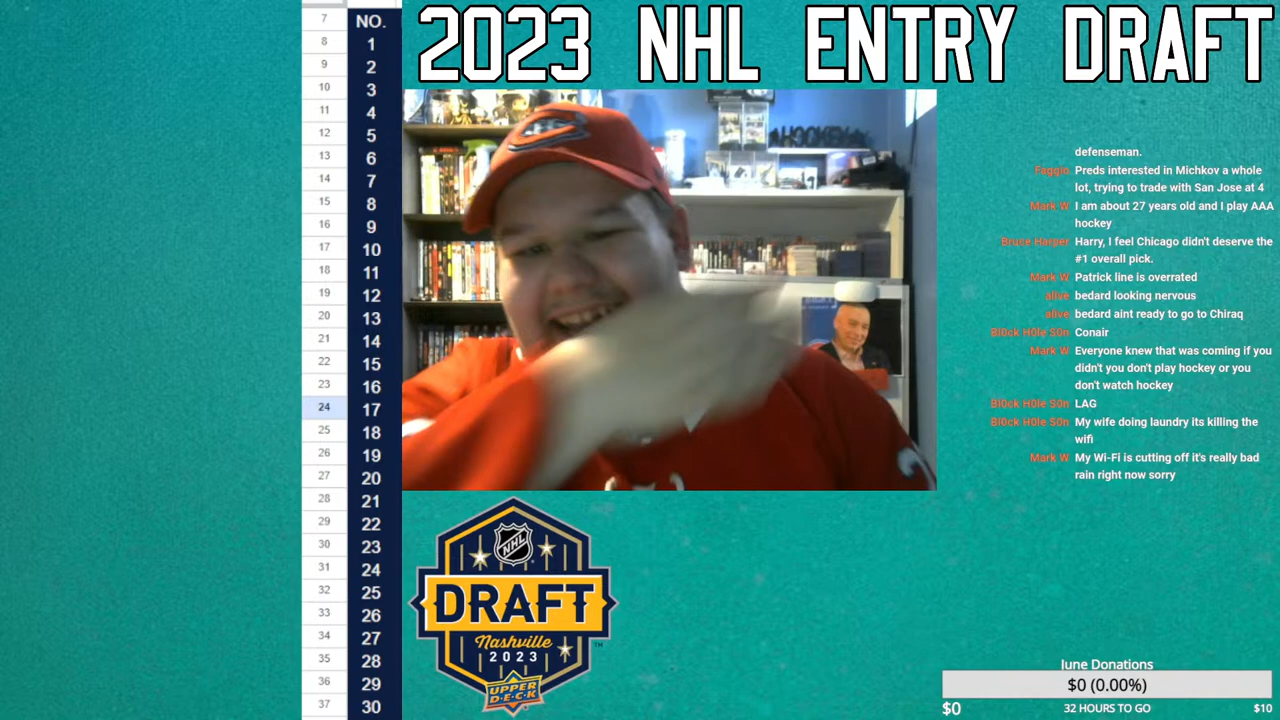 2023 NHL ENTRY DRAFT
7
NO.
8
1
9
2
10
3
11
4
12
5
13
6
14
7
15
8
16
9
17
10
18
11
19
12
20
13
21
14
22
15
23
16
24
17
25
18
26
19
27
20
28
21
29
22
30
23
31
24
32
25
33
26
34
27
35
28
36
29
37
30
HOCKEY
defenseman.
Faggio Preds interested in Michkov a whole
lot, trying to trade with San Jose at 4
Mark W I am about 27 years old and I play AAA
hockey
Bruce Harper Harry, I feel Chicago didn't deserve the
#1 overall pick.
Mark W Patrick line is overrated
alive bedard looking nervous
alive bedard aint ready to go to Chiraq
Bl0ck H0le S0n Conair
Mark W Everyone knew that was coming if you
didn't you don't play hockey or you
don't watch hockey
Bl0ck H0le S0n LAG
Bl0ck H0le S0n My wife doing laundry its killing the
wifi
Mark W My Wi-Fi is cutting off it's really bad
rain right now sorry
NHL
DRAFT
Nashville
TM
2023
UPPER
DECK
June Donations
$0 (0.00%)
$0 32 HOURS TO GO $10